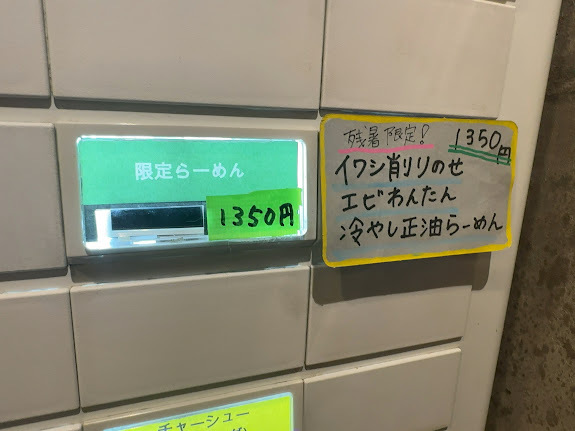 限定らーめん
1350円
残暑限定!
1350円
イワシ削りのせ
エビわんたん
冷やし正油らーめん
チャーシュー